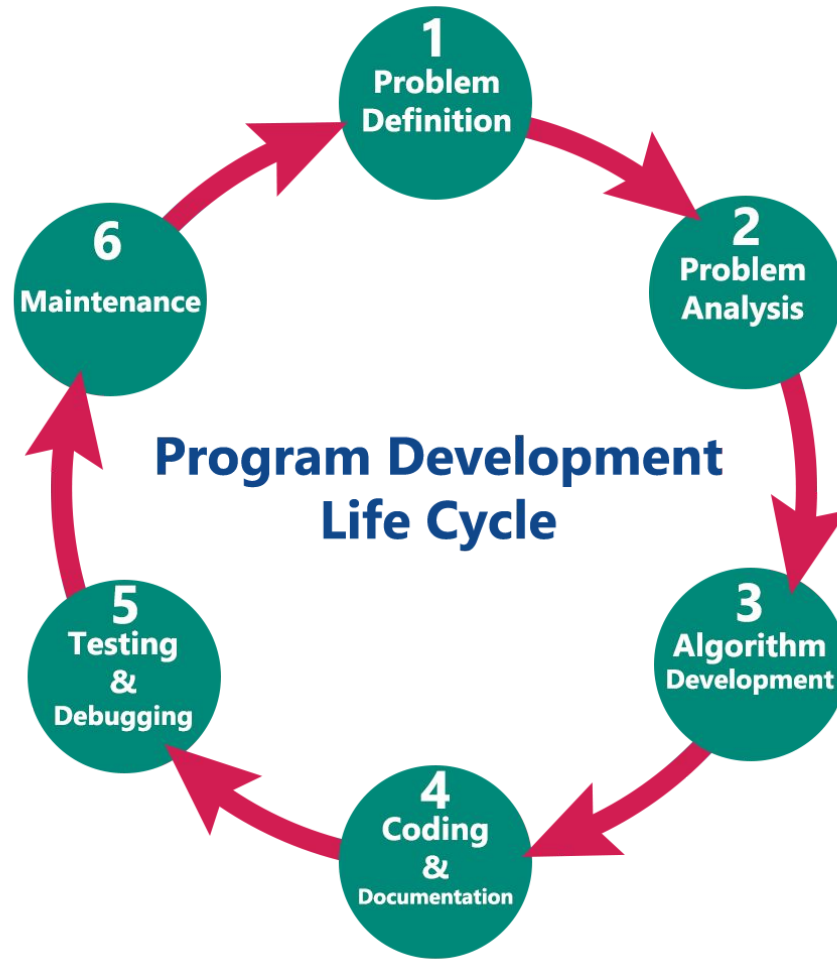 1
Problem
Definition
2
Problem
Analysis
3
Algorithm
Development
4
Coding
&
Documentation
5
Testing
&
Debugging
6
Maintenance
Program Development
Life Cycle